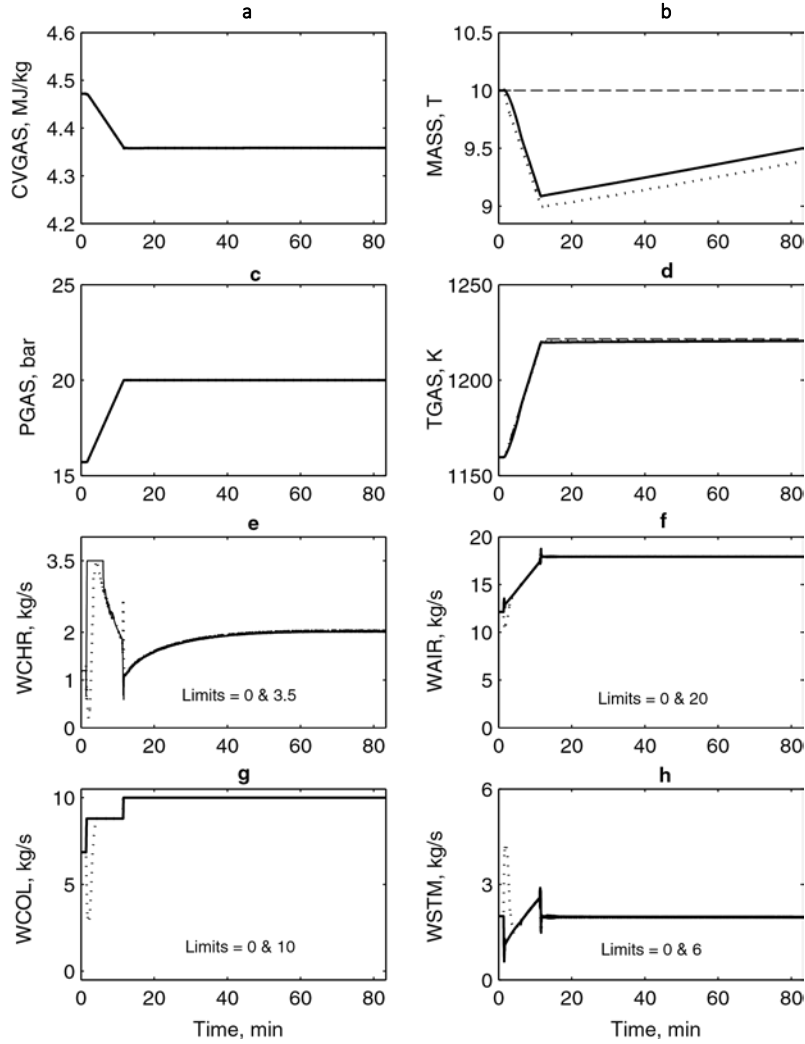 a
4.6
4.5
4.4
4.3
4.2
CVGAS, MJ/kg
0 20 40 60 80
b
10.5
10
9.5
9
MASS, T
0 20 40 60 80
c
25
20
15
PGAS, bar
0 20 40 60 80
d
1250
1200
1150
TGAS, K
0 20 40 60 80
e
3.5
2
1
0
WCHR, kg/s
Limits = 0 & 3.5
0 20 40 60 80
f
20
15
10
5
0
WAIR, kg/s
Limits = 0 & 20
0 20 40 60 80
g
10
5
0
WCOL, kg/s
Limits = 0 & 10
0 20 40 60 80
Time, min
h
6
3
0
WSTM, kg/s
Limits = 0 & 6
0 20 40 60 80
Time, min